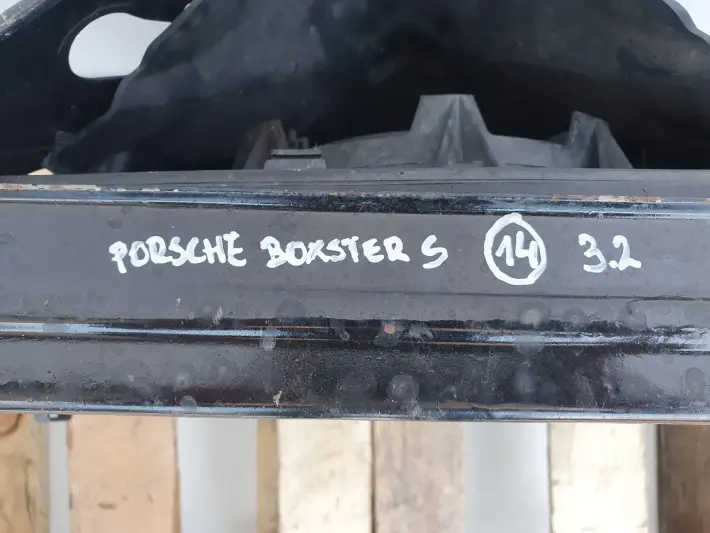 PORSCHE BOXSTER S 14 3.2